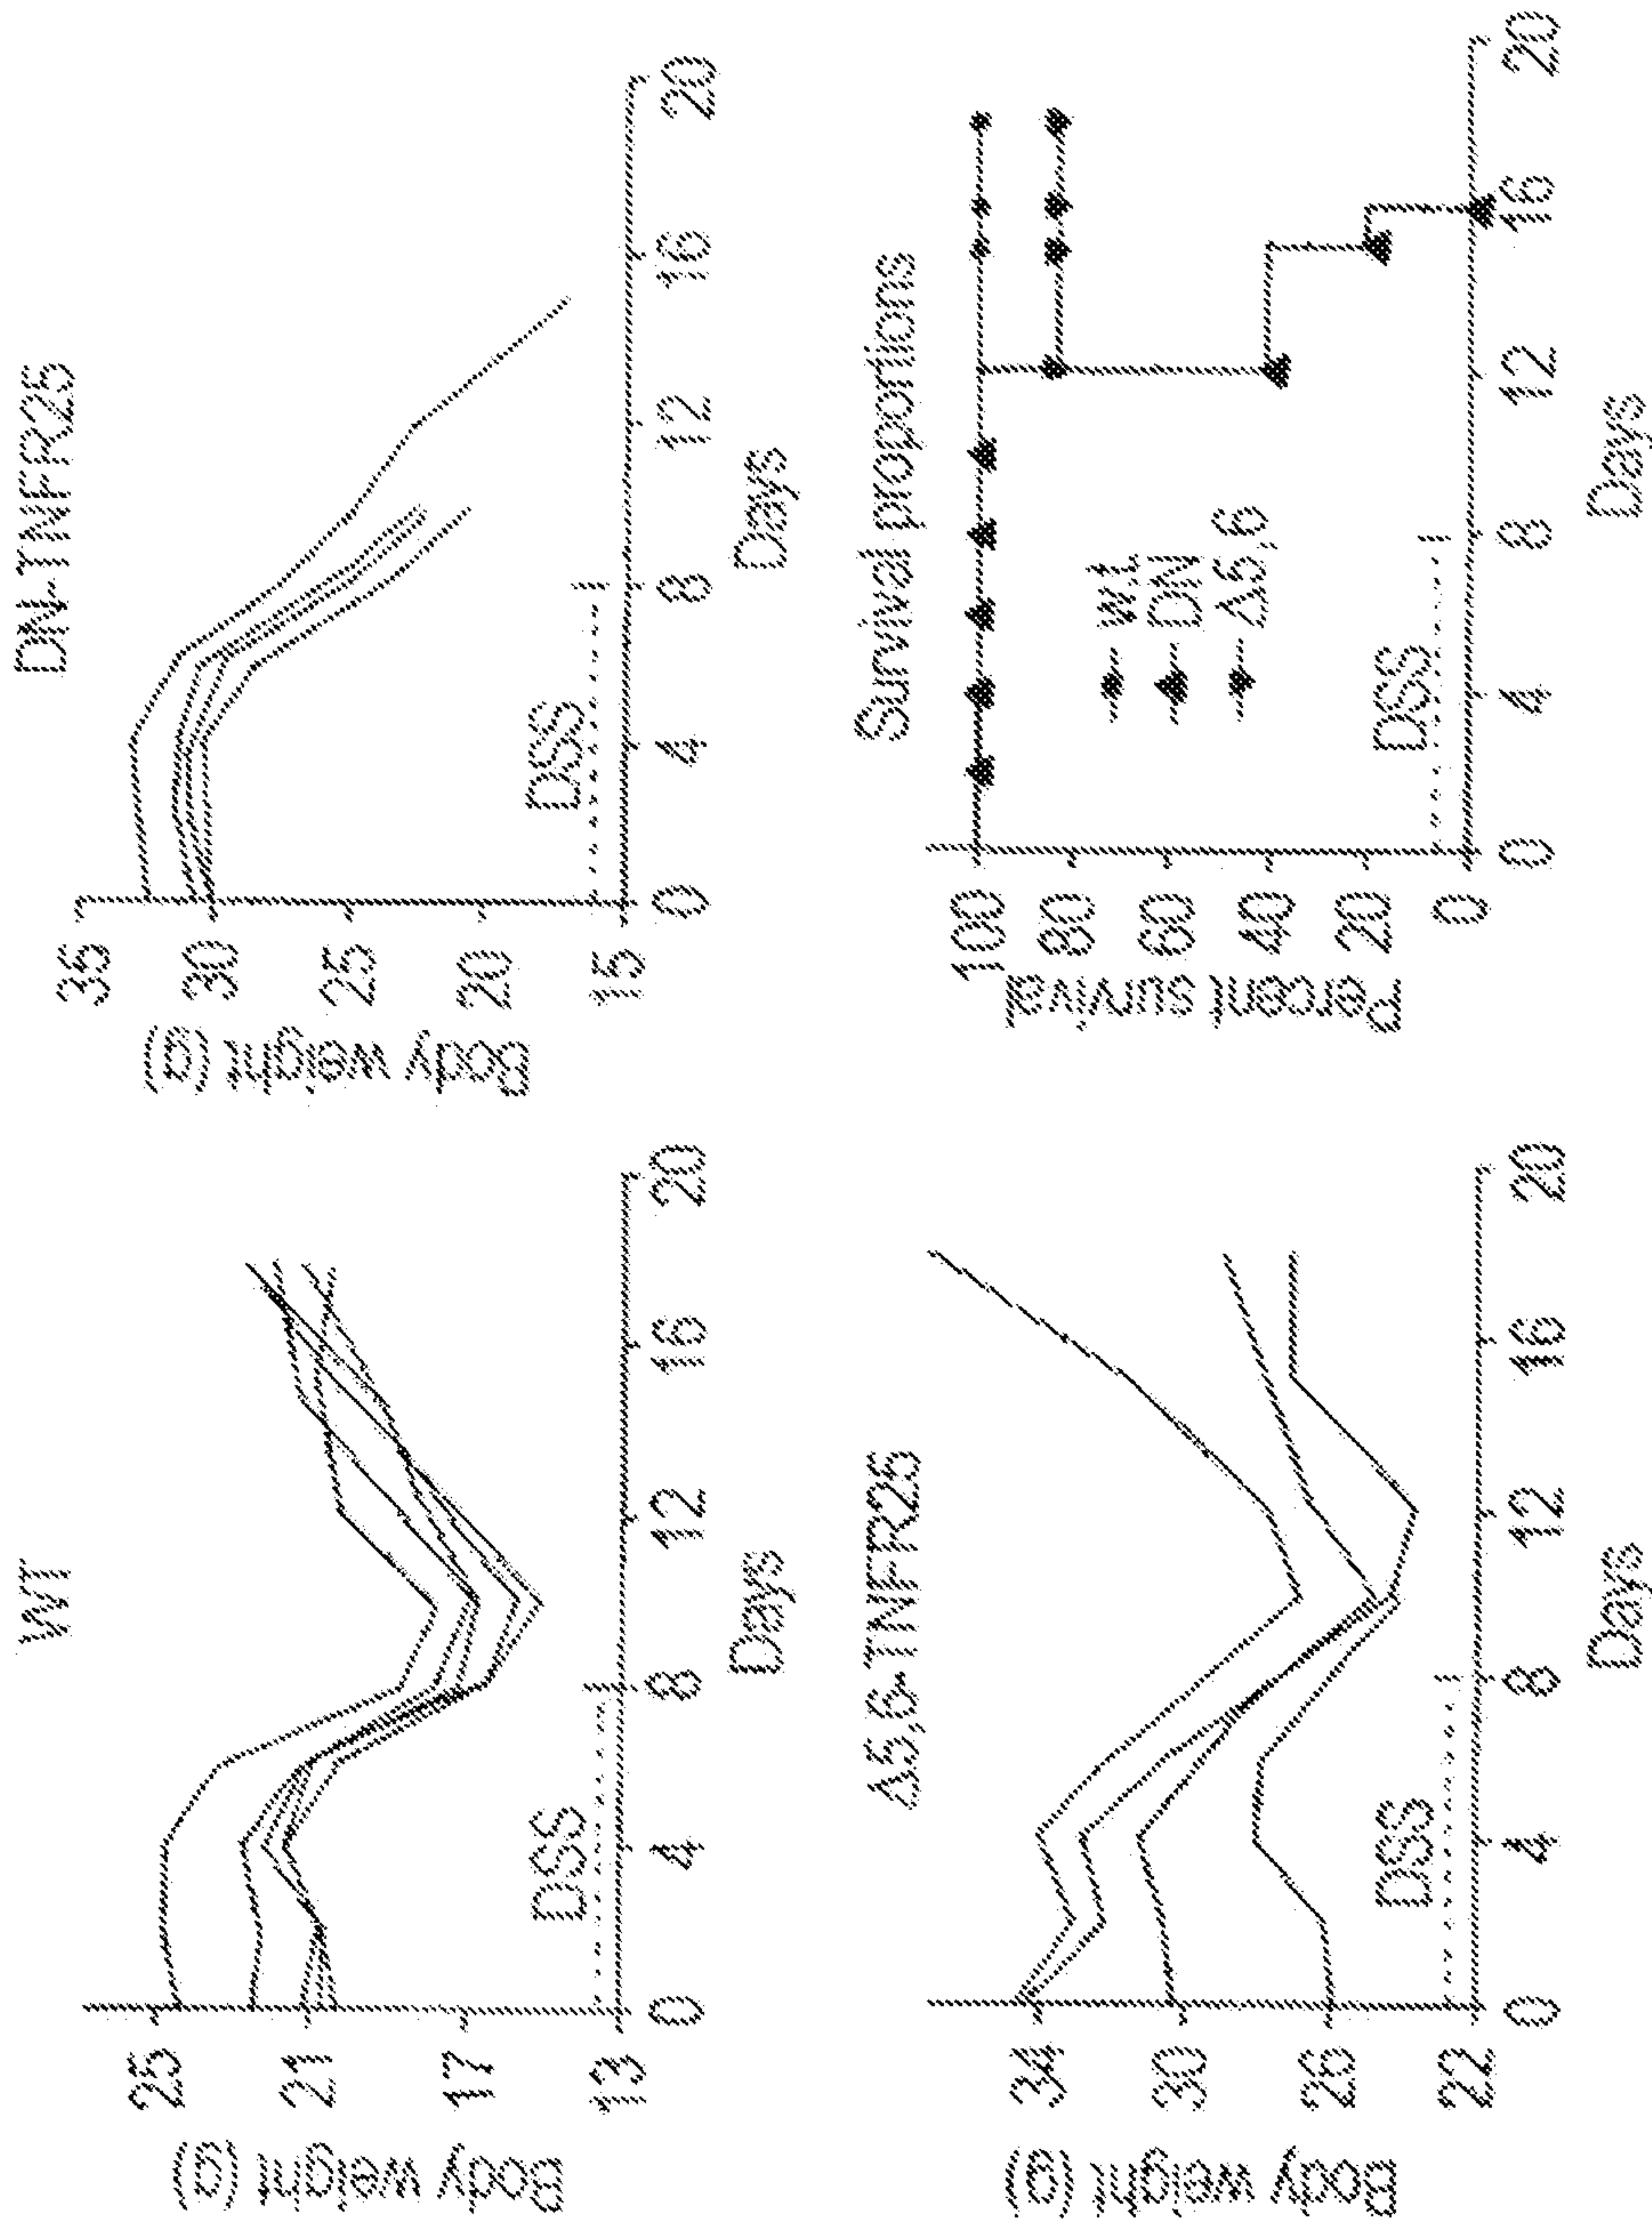 WT
Body weight (g)
25
21
17
13
DSS
0
4
8
12
16
20
Days
DN-TNFR25
Body weight (g)
35
30
25
20
15
DSS
0
4
8
12
16
20
Days
Δ5,6-TNFR25
Body weight (g)
34
30
26
22
DSS
0
4
8
12
16
20
Days
Survival proportions
Percent survival
100
80
60
40
20
0
wt
DN
Δ5,6
DSS
0
4
8
12
16
20
Days